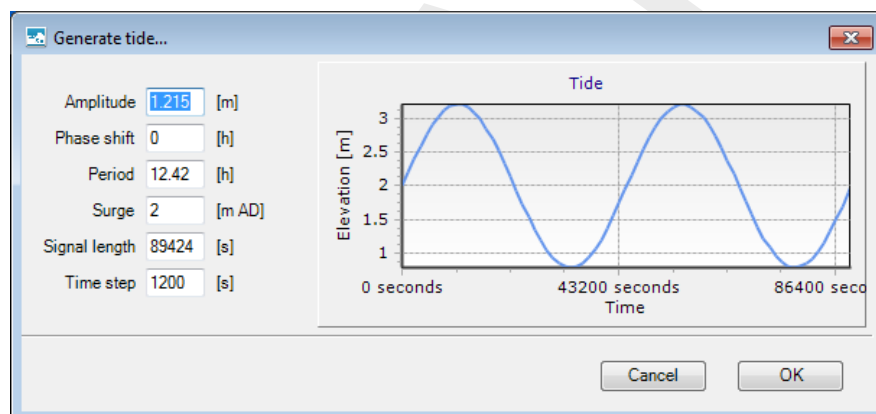 Generate tide...
Amplitude 1.215 [m]
Phase shift 0 [h]
Period 12.42 [h]
Surge 2 [m AD]
Signal length 89424 [s]
Time step 1200 [s]
Tide
Elevation [m]
3
2.5
2
1.5
1
0 seconds 43200 seconds 86400 seco
Time
Cancel OK